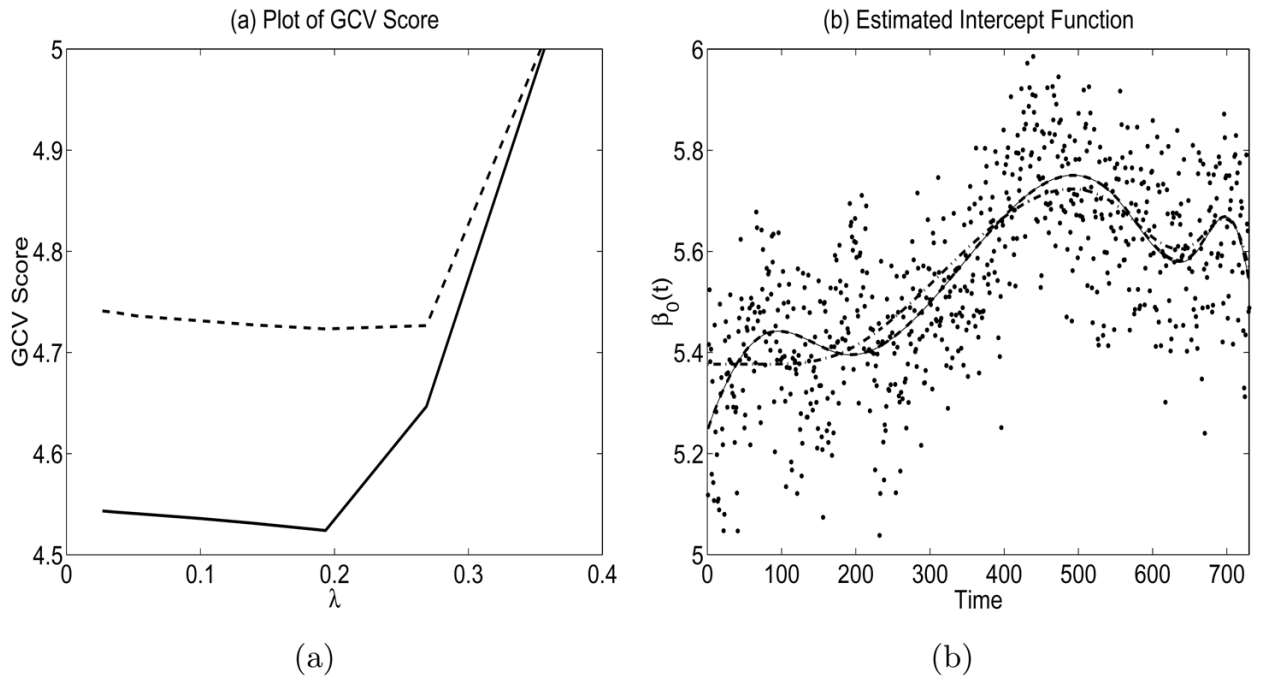 (a) Plot of GCV Score
5
4.9
4.8
4.7
4.6
4.5
GCV Score
0 0.1 0.2 0.3 0.4
λ
(a)
(b) Estimated Intercept Function
6
5.8
5.6
5.4
5.2
5
β0(t)
0 100 200 300 400 500 600 700
Time
(b)